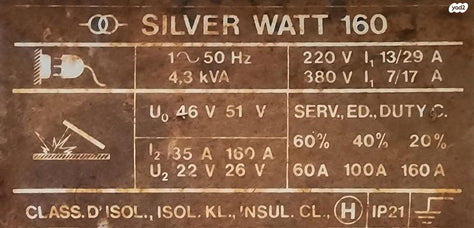 yad2
SILVER WATT 160
1~ 50 Hz 220 V I₁ 13/29 A
4,3 kVA 380 V I₁ 7/17 A
U₀ 46 V 51 V SERV., ED., DUTY C.
60% 40% 20%
I₂ 35 A 160 A
U₂ 22 V 26 V 60A 100A 160 A
CLASS. D'ISOL., ISOL. KL., INSUL. CL., H IP21